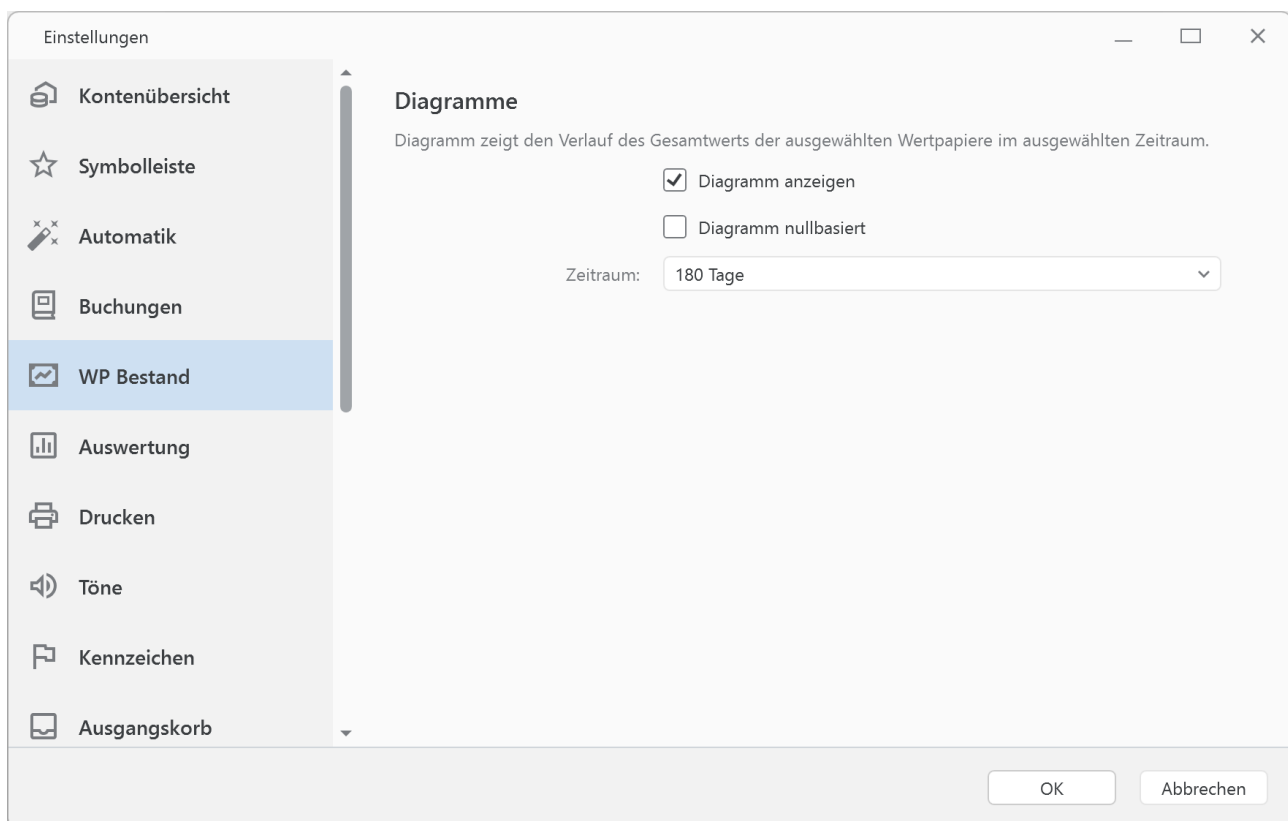 Einstellungen
Kontenübersicht
Symbolleiste
Automatik
Buchungen
WP Bestand
Auswertung
Drucken
Töne
Kennzeichen
Ausgangskorb
Diagramme
Diagramm zeigt den Verlauf des Gesamtwerts der ausgewählten Wertpapiere im ausgewählten Zeitraum.
Diagramm anzeigen
Diagramm nullbasiert
Zeitraum: 180 Tage
OK Abbrechen